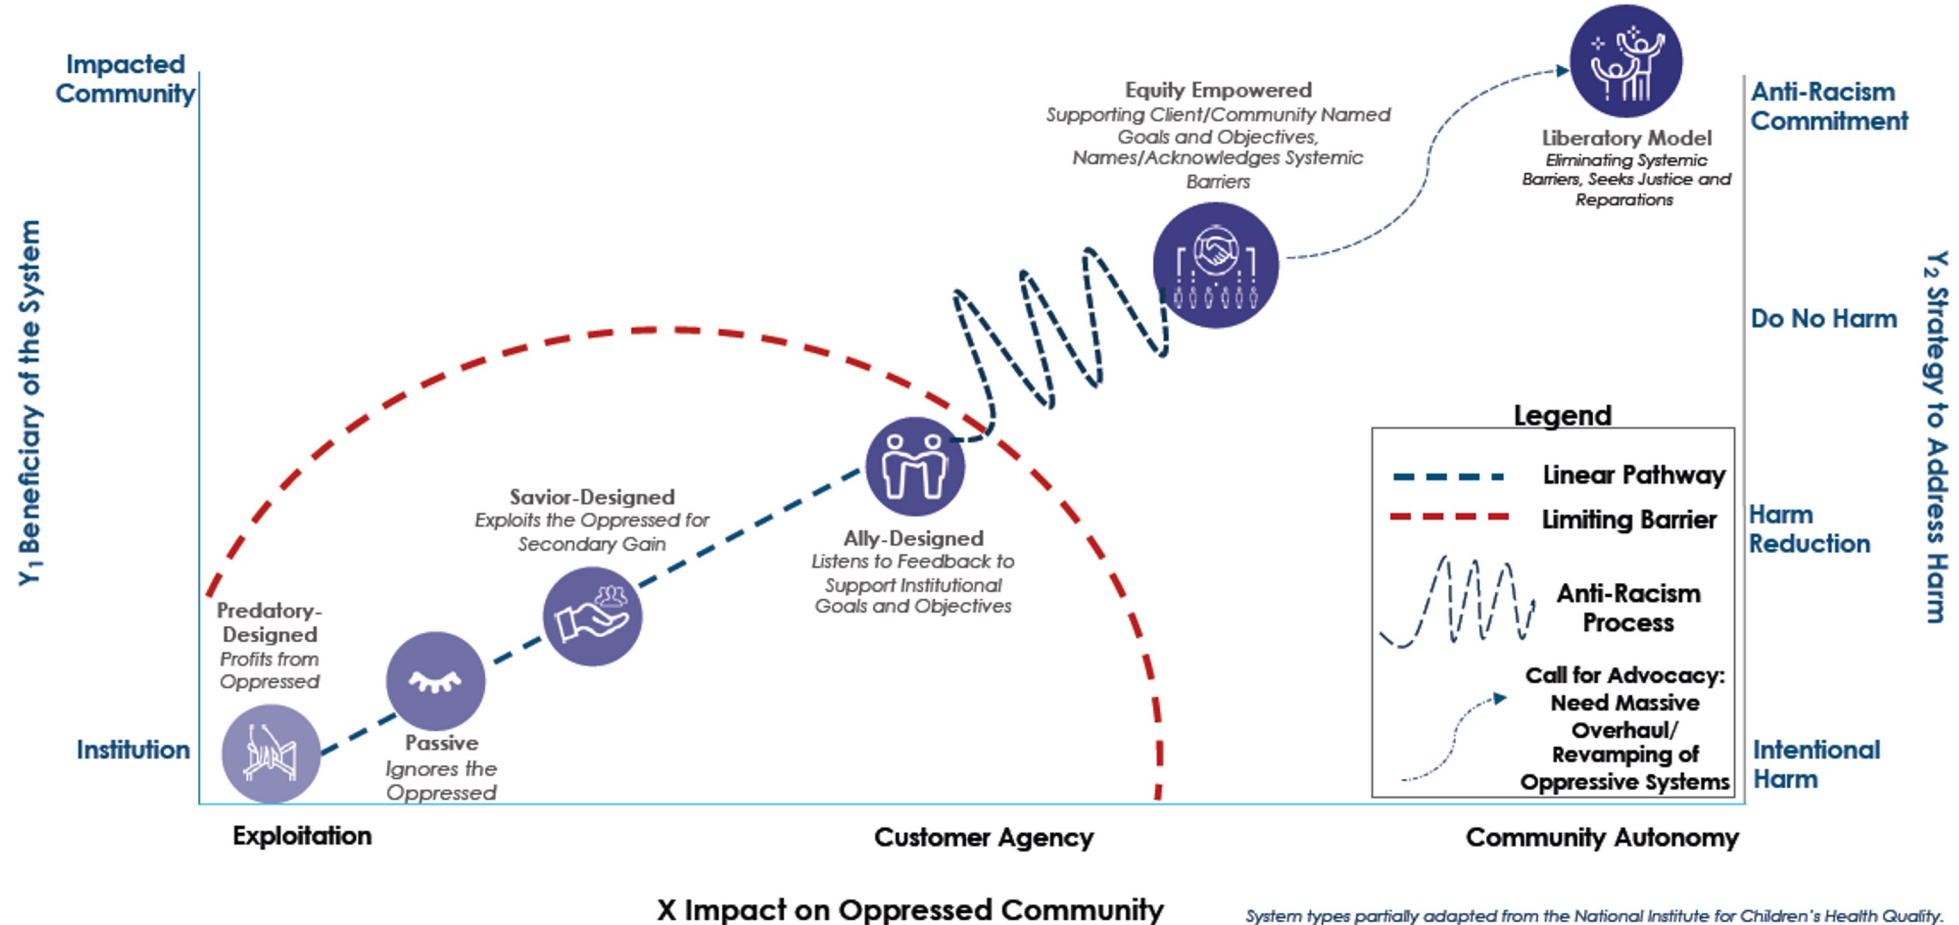 Impacted
Community
Institution
Y1 Beneficiary of the System
Predatory-
Designed
Profits from
Oppressed
Passive
Ignores the
Oppressed
Savior-Designed
Exploits the Oppressed for
Secondary Gain
Ally-Designed
Listens to Feedback to
Support Institutional
Goals and Objectives
Equity Empowered
Supporting Client/Community Named
Goals and Objectives,
Names/Acknowledges Systemic
Barriers
Liberatory Model
Eliminating Systemic
Barriers, Seeks Justice and
Reparations
Anti-Racism
Commitment
Do No Harm
Harm
Reduction
Intentional
Harm
Y2 Strategy to Address Harm
Legend
Linear Pathway
Limiting Barrier
Anti-Racism
Process
Call for Advocacy:
Need Massive
Overhaul/
Revamping of
Oppressive Systems
Exploitation
Customer Agency
Community Autonomy
X Impact on Oppressed Community
System types partially adapted from the National Institute for Children's Health Quality.